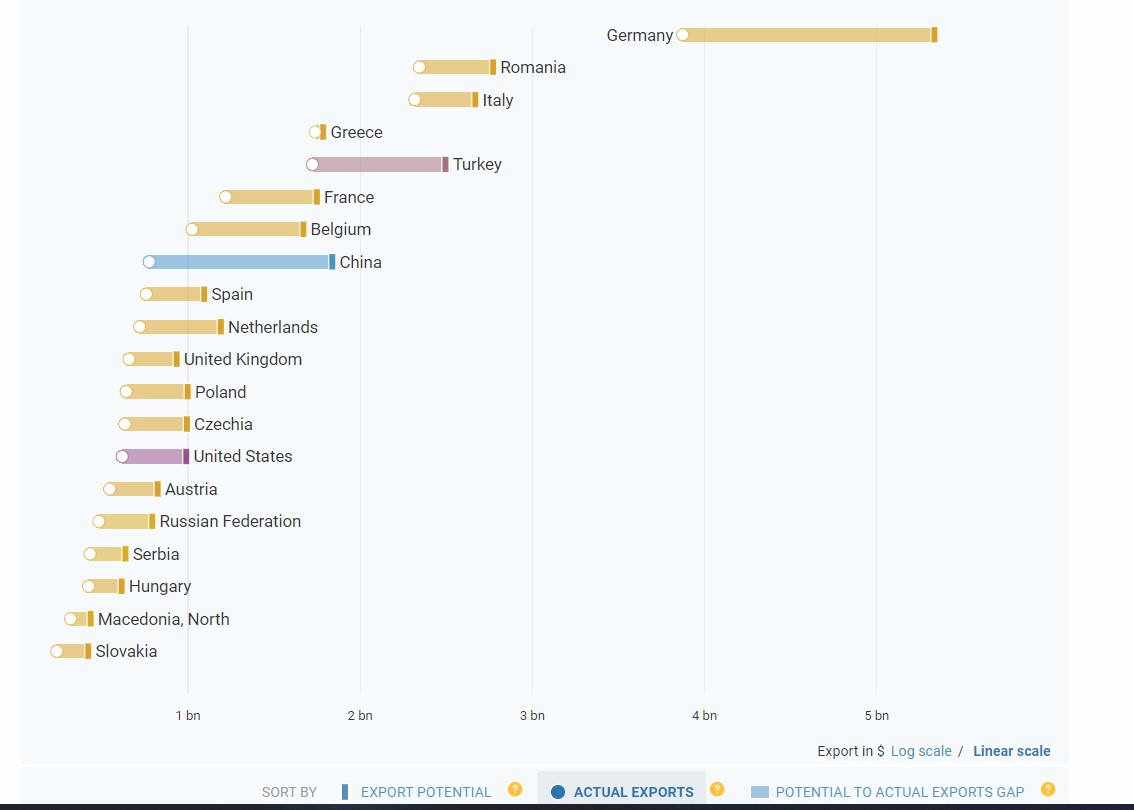 Germany
Romania
Italy
Greece
Turkey
France
Belgium
China
Spain
Netherlands
United Kingdom
Poland
Czechia
United States
Austria
Russian Federation
Serbia
Hungary
Macedonia, North
Slovakia
1 bn 2 bn 3 bn 4 bn 5 bn
Export in $ Log scale / Linear scale
SORT BY EXPORT POTENTIAL ? ACTUAL EXPORTS ? POTENTIAL TO ACTUAL EXPORTS GAP ?